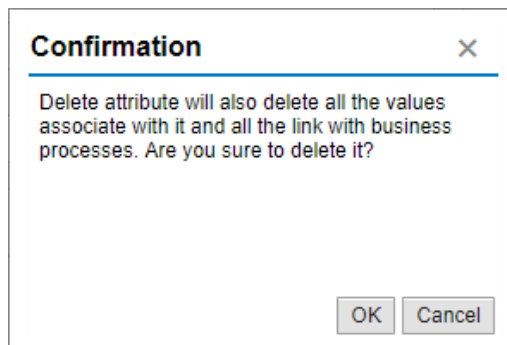 Confirmation
Delete attribute will also delete all the values
associate with it and all the link with business
processes. Are you sure to delete it?
OK Cancel